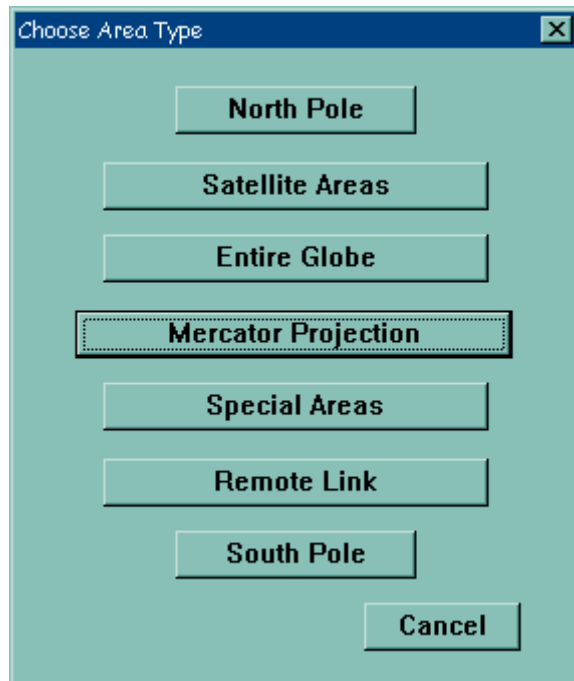 Choose Area Type
North Pole
Satellite Areas
Entire Globe
Mercator Projection
Special Areas
Remote Link
South Pole
Cancel